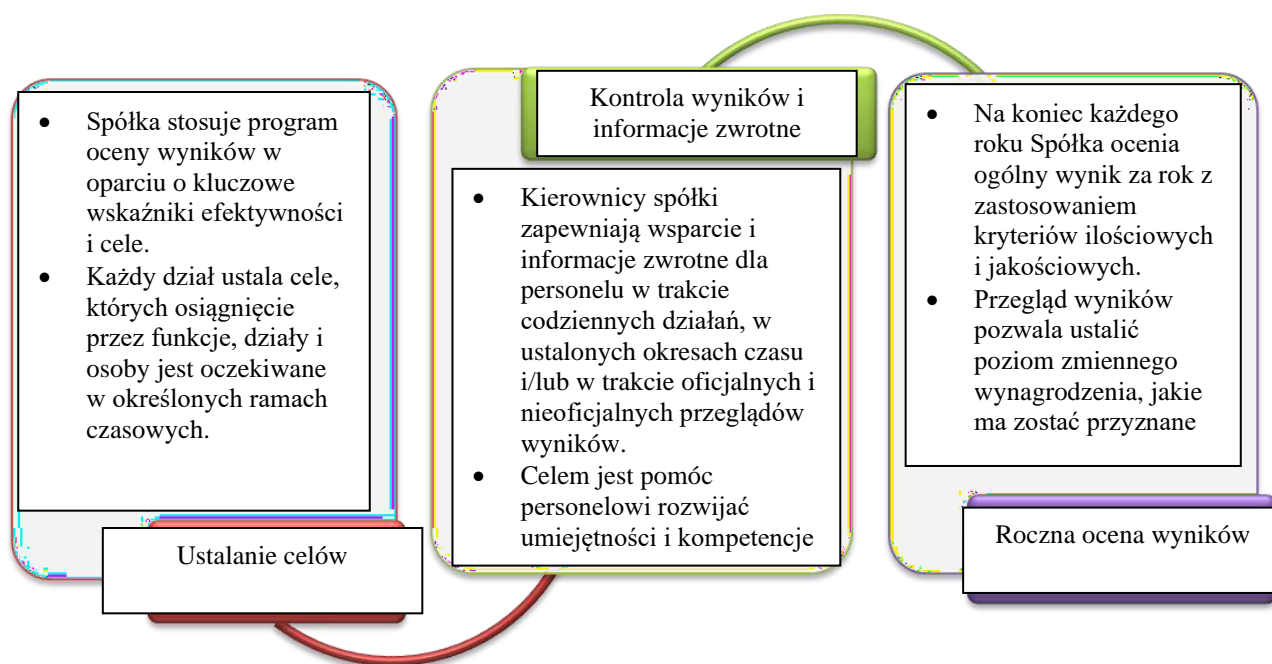 • Spółka stosuje program
oceny wyników w
oparciu o kluczowe
wskaźniki efektywności
i cele.
• Każdy dział ustala cele,
których osiągnięcie
przez funkcje, działy i
osoby jest oczekiwane
w określonych ramach
czasowych.
Ustalanie celów
Kontrola wyników i
informacje zwrotne
• Kierownicy spółki
zapewniają wsparcie i
informacje zwrotne dla
personelu w trakcie
codziennych działań, w
ustalonych okresach czasu
i/lub w trakcie oficjalnych i
nieoficjalnych przeglądów
wyników.
• Celem jest pomóc
personelowi rozwijać
umiejętności i kompetencje
• Na koniec każdego
roku Spółka ocenia
ogólny wynik za rok z
zastosowaniem
kryteriów ilościowych
i jakościowych.
• Przegląd wyników
pozwala ustalić
poziom zmiennego
wynagrodzenia, jakie
ma zostać przyznane
Roczna ocena wyników